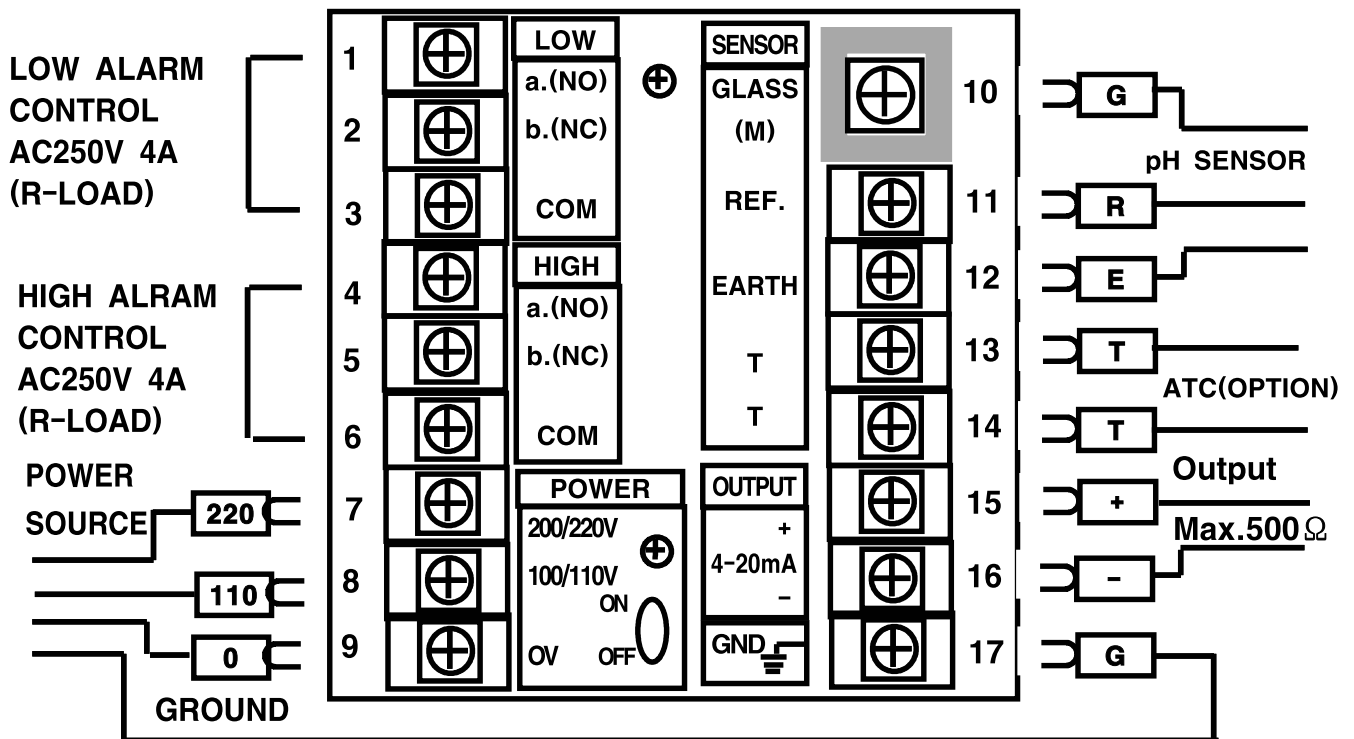 LOW ALARM
CONTROL
AC250V 4A
(R-LOAD)
HIGH ALRAM
CONTROL
AC250V 4A
(R-LOAD)
POWER
SOURCE
220
110
0
GROUND
1
2
3
4
5
6
7
8
9
LOW
a.(NO)
b.(NC)
COM
HIGH
a.(NO)
b.(NC)
COM
POWER
200/220V
100/110V
ON
OV
OFF
SENSOR
GLASS
(M)
REF.
EARTH
T
T
OUTPUT
+
4-20mA
-
GND
10
11
12
13
14
15
16
17
G
pH SENSOR
R
E
T
ATC(OPTION)
T
Output
+
Max.500Ω
-
G